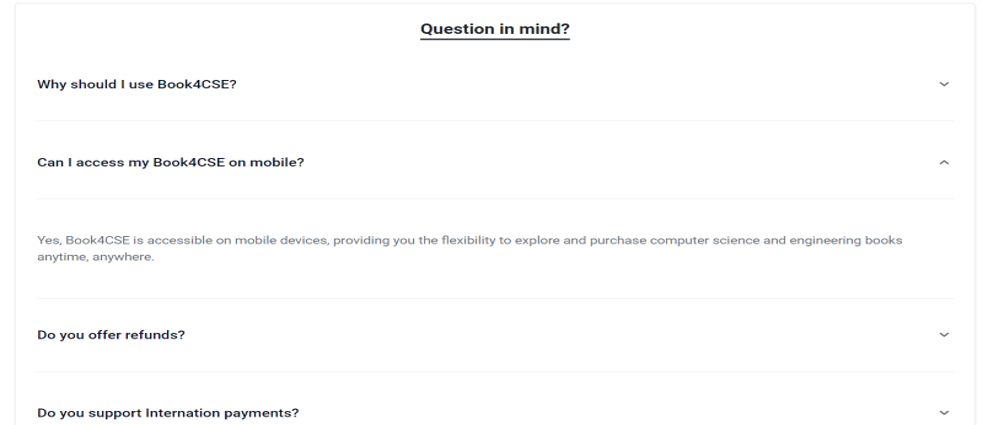 Question in mind?
Why should I use Book4CSE?
Can I access my Book4CSE on mobile?
Yes, Book4CSE is accessible on mobile devices, providing you the flexibility to explore and purchase computer science and engineering books
anytime, anywhere.
Do you offer refunds?
Do you support Internation payments?